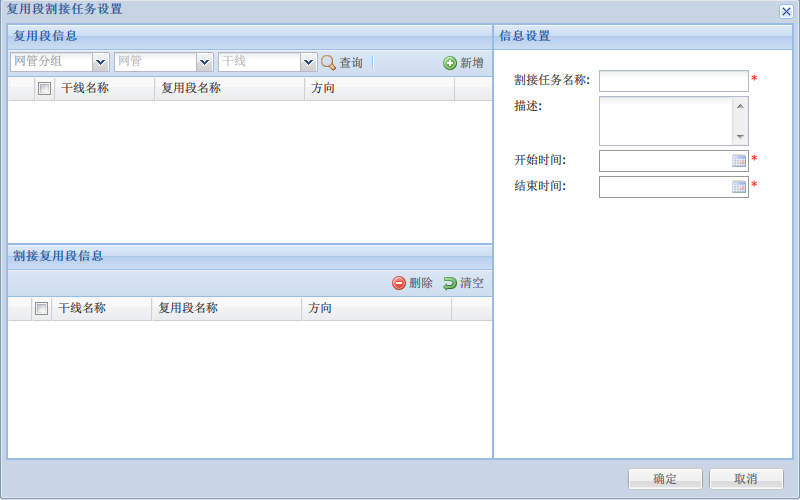 复用段割接任务设置
复用段信息
网管分组 网管 干线 查询 新增
干线名称 复用段名称 方向
割接复用段信息
删除 清空
干线名称 复用段名称 方向
信息设置
割接任务名称: *
描述:
开始时间: *
结束时间: *
确定 取消